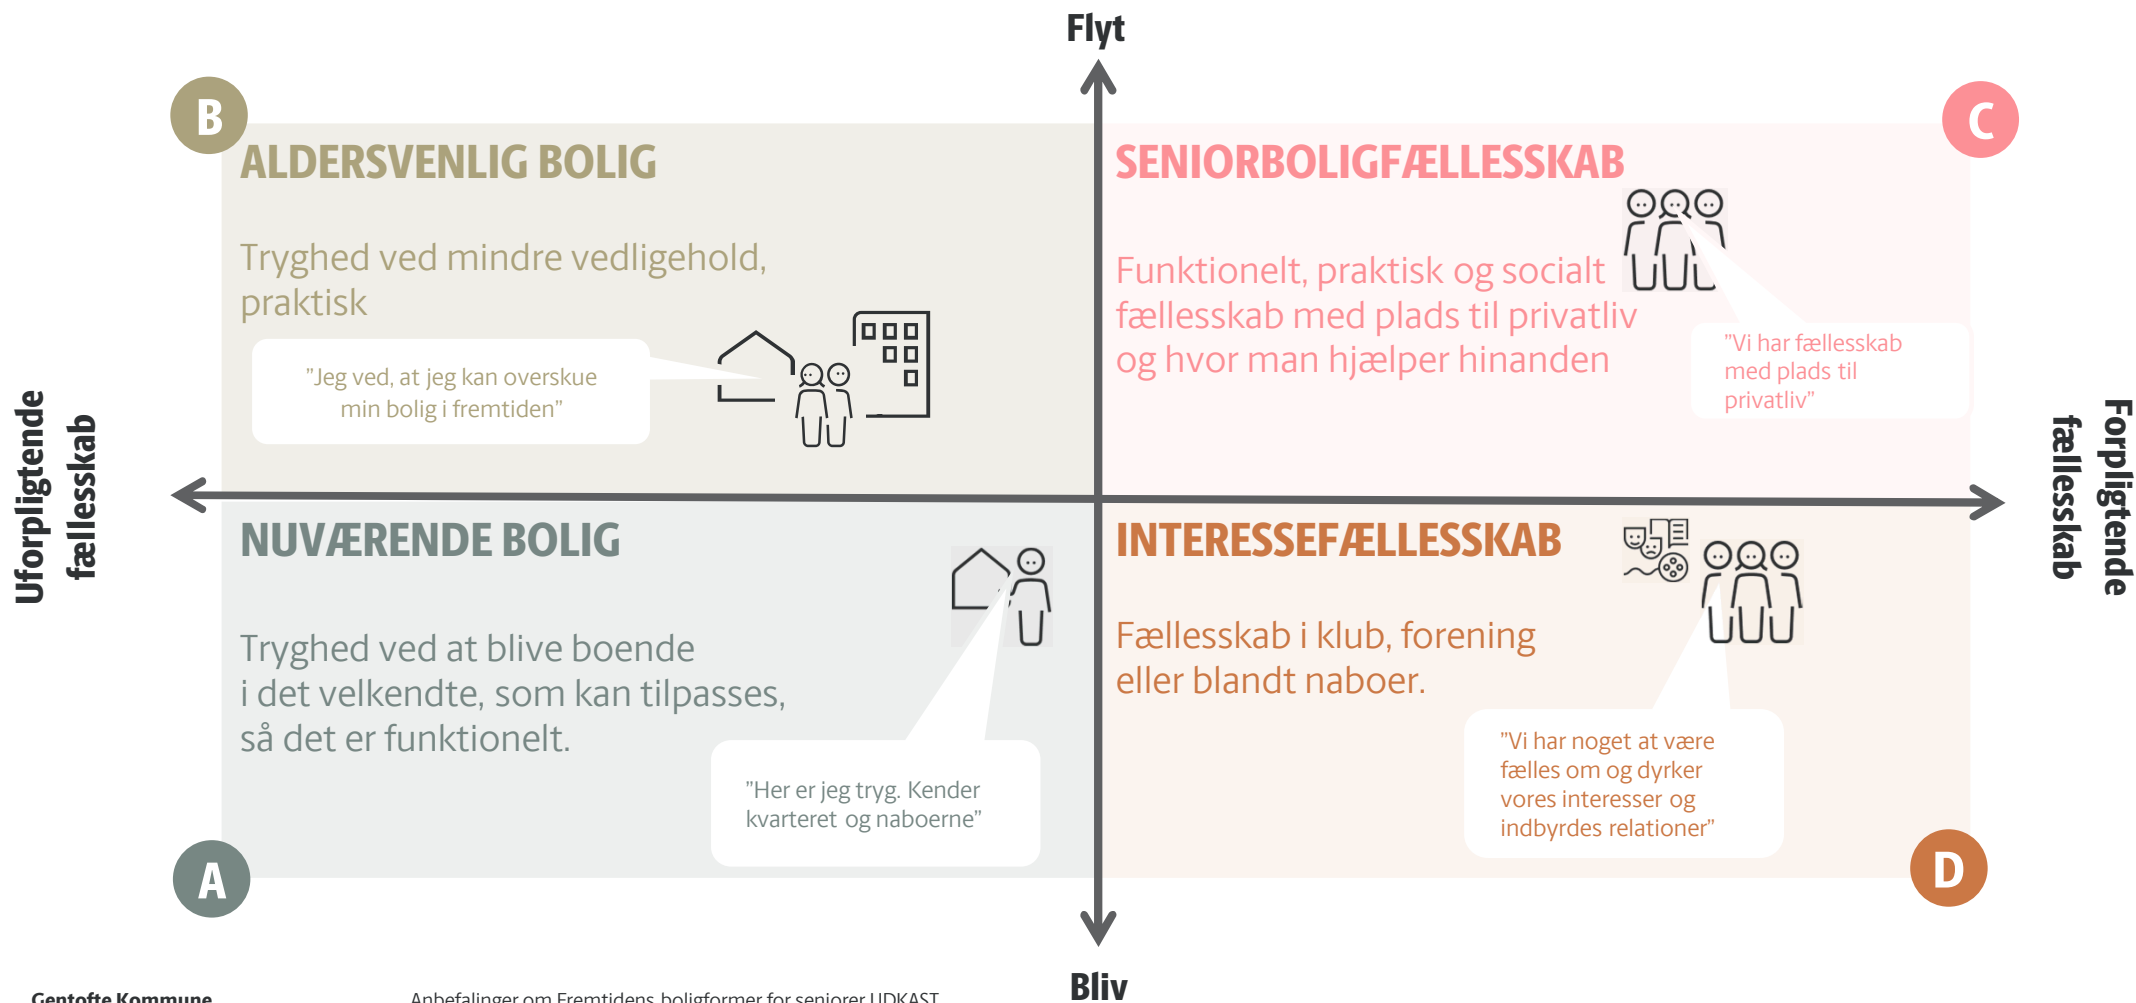 Flyt
B
C
ALDERSVENLIG BOLIG
Tryghed ved mindre vedligehold,
praktisk
”Jeg ved, at jeg kan overskue
min bolig i fremtiden”
SENIORBOLIGFÆLLESSKAB
Funktionelt, praktisk og socialt
fællesskab med plads til privatliv
og hvor man hjælper hinanden
”Vi har fællesskab
med plads til
privatliv”
Uforpligtende
fællesskab
Forpligtende
fællesskab
NUVÆRENDE BOLIG
Tryghed ved at blive boende
i det velkendte, som kan tilpasses,
så det er funktionelt.
”Her er jeg tryg. Kender
kvarteret og naboerne”
INTERESSEFÆLLESSKAB
Fællesskab i klub, forening
eller blandt naboer.
”Vi har noget at være
fælles om og dyrker
vores interesser og
indbyrdes relationer”
A
D
Bliv
Gentofte Kommune
Anbefalinger om Fremtidens boligformer for seniorer UDKAST